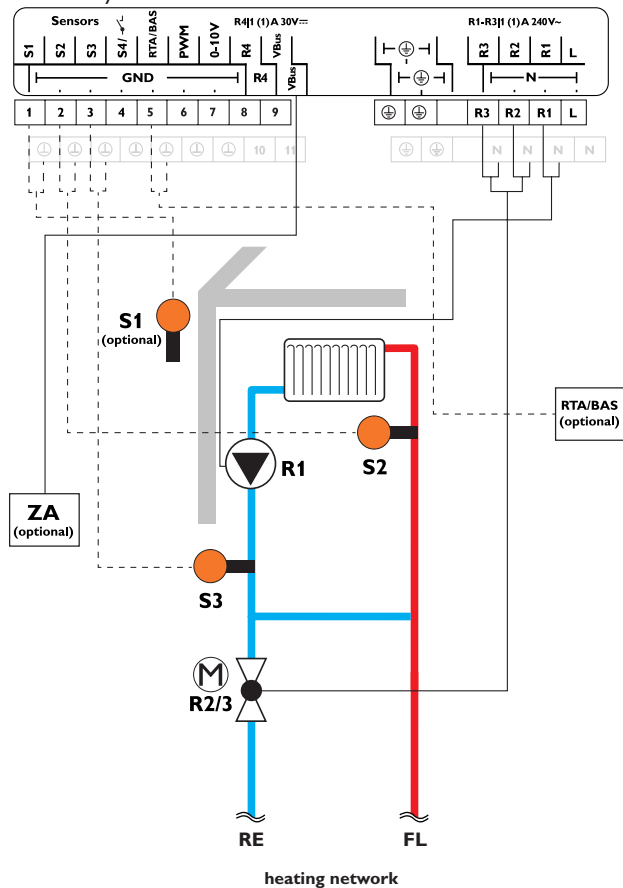 Sensors
R4|1 (1) A 30V⎓
R1-R3|1 (1) A 240V~
S1 S2 S3 S4/ RTA/BAS PWM 0-10V R4 VBus
R3 R2 R1 L
GND
R4
VBus
N
1 2 3 4 5 6 7 8 9
R3 R2 R1 L
10 11
N N N N
S1
(optional)
RTA/BAS
(optional)
S2
R1
ZA
(optional)
S3
M
R2/3
RE
FL
heating network